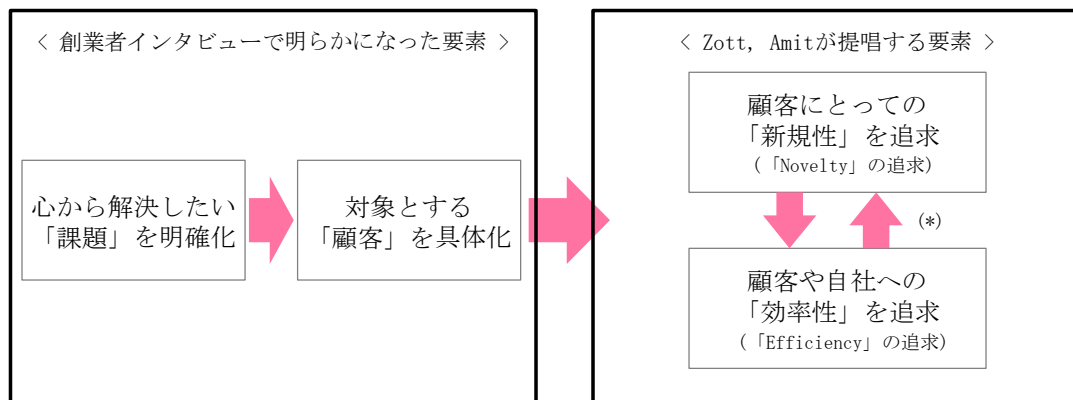 < 創業者インタビューで明らかになった要素 >
心から解決したい
「課題」を明確化
対象とする
「顧客」を具体化
< Zott, Amitが提唱する要素 >
顧客にとっての
「新規性」を追求
(「Novelty」の追求)
(*)
顧客や自社への
「効率性」を追求
(「Efficiency」の追求)